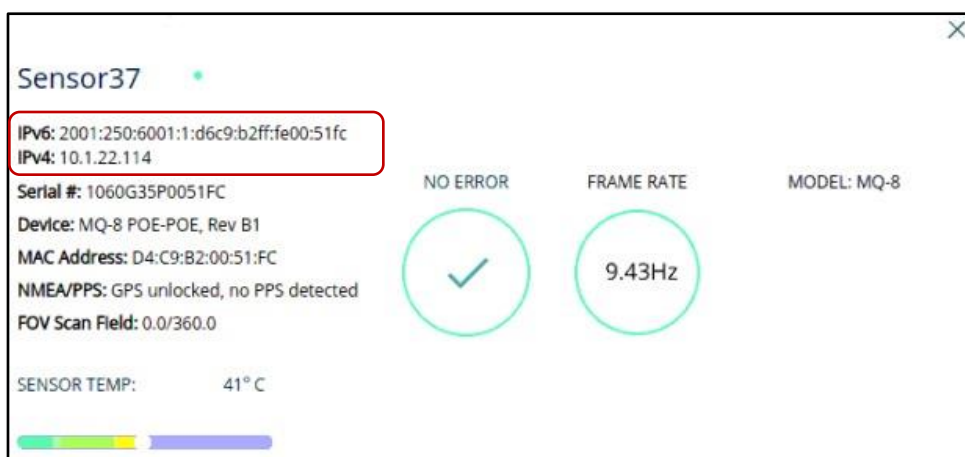 Sensor37
IPv6: 2001:250:6001:1:d6c9:b2ff:fe00:51fc
IPv4: 10.1.22.114
Serial #: 1060G35P0051FC
Device: MQ-8 POE-POE, Rev B1
MAC Address: D4:C9:B2:00:51:FC
NMEA/PPS: GPS unlocked, no PPS detected
FOV Scan Field: 0.0/360.0
SENSOR TEMP: 41° C
NO ERROR
FRAME RATE
9.43Hz
MODEL: MQ-8